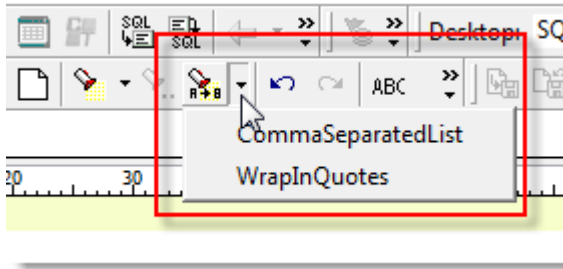 SQL SQL Desktop: SQ
A→B ABC
CommaSeparatedList
WrapInQuotes
20 30